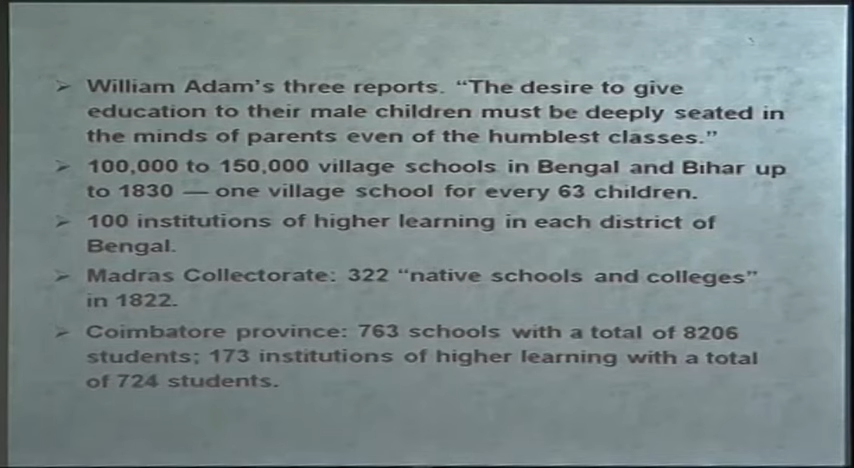 ➢ William Adam's three reports. "The desire to give
education to their male children must be deeply seated in
the minds of parents even of the humblest classes."
➢ 100,000 to 150,000 village schools in Bengal and Bihar up
to 1830 — one village school for every 63 children.
➢ 100 institutions of higher learning in each district of
Bengal.
➢ Madras Collectorate: 322 "native schools and colleges"
in 1822.
➢ Coimbatore province: 763 schools with a total of 8206
students; 173 institutions of higher learning with a total
of 724 students.